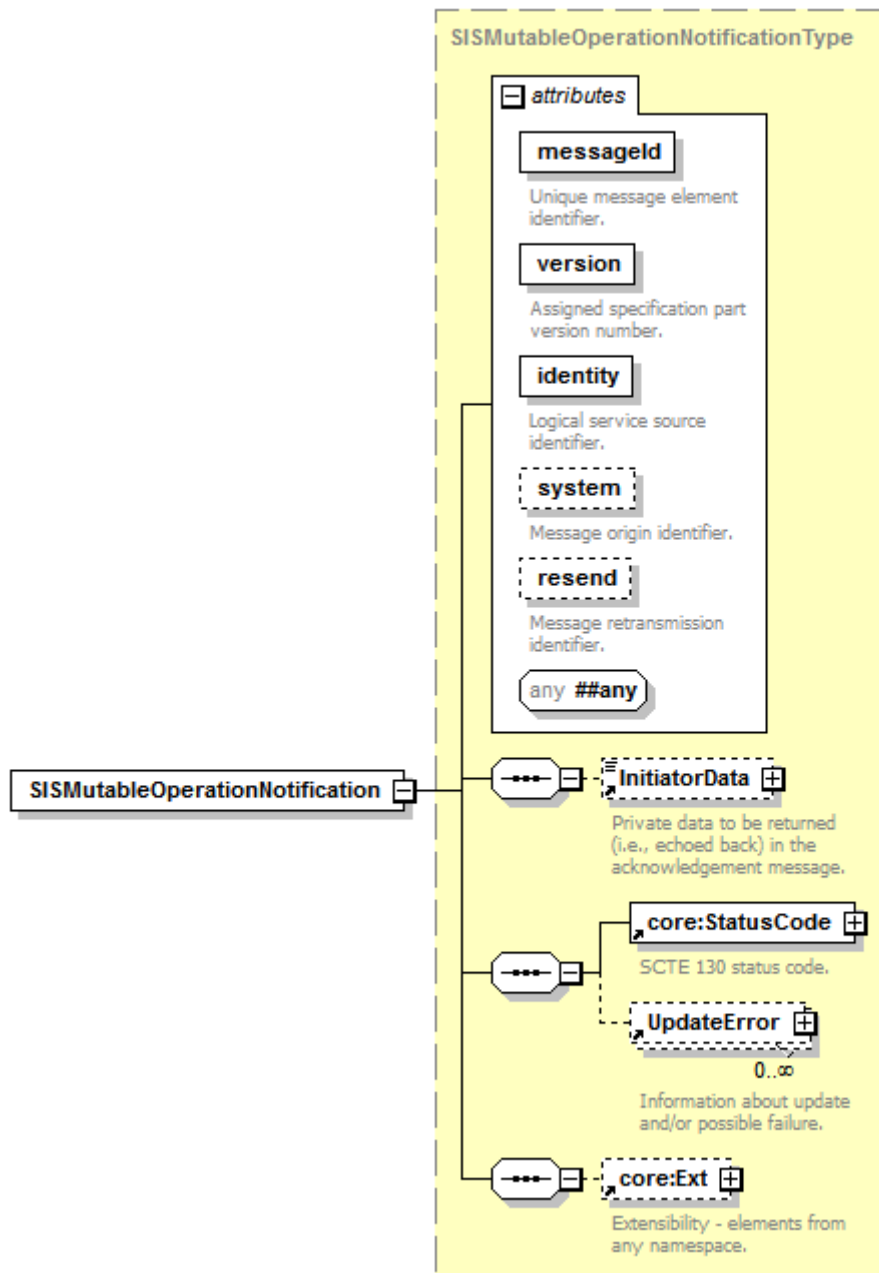 SISMutableOperationNotificationType
attributes
messageId
Unique message element
identifier.
version
Assigned specification part
version number.
identity
Logical service source
identifier.
system
Message origin identifier.
resend
Message retransmission
identifier.
any ##any
SISMutableOperationNotification
InitiatorData
Private data to be returned
(i.e., echoed back) in the
acknowledgement message.
core:StatusCode
SCTE 130 status code.
UpdateError
0..∞
Information about update
and/or possible failure.
core:Ext
Extensibility - elements from
any namespace.